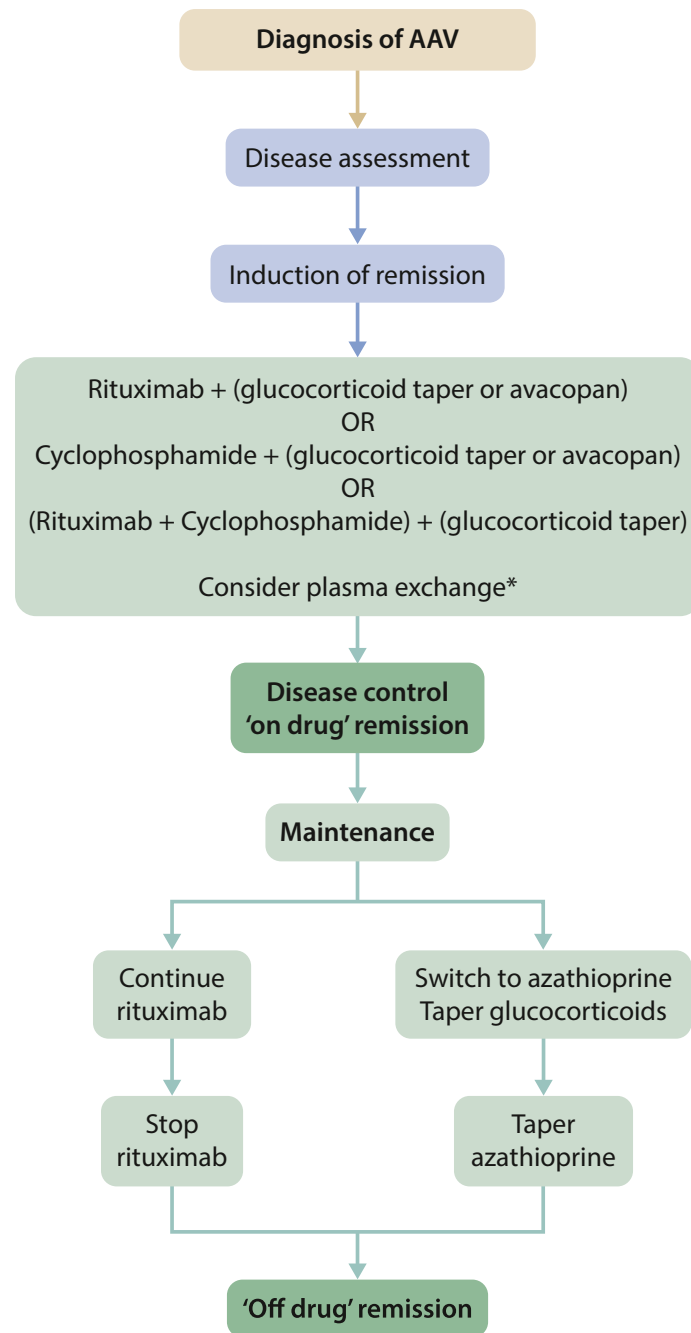 Diagnosis of AAV
Disease assessment
Induction of remission
Rituximab + (glucocorticoid taper or avacopan)
OR
Cyclophosphamide + (glucocorticoid taper or avacopan)
OR
(Rituximab + Cyclophosphamide) + (glucocorticoid taper)
Consider plasma exchange*
Disease control
‘on drug’ remission
Maintenance
Continue
rituximab
Switch to azathioprine
Taper glucocorticoids
Stop
rituximab
Taper
azathioprine
‘Off drug’ remission